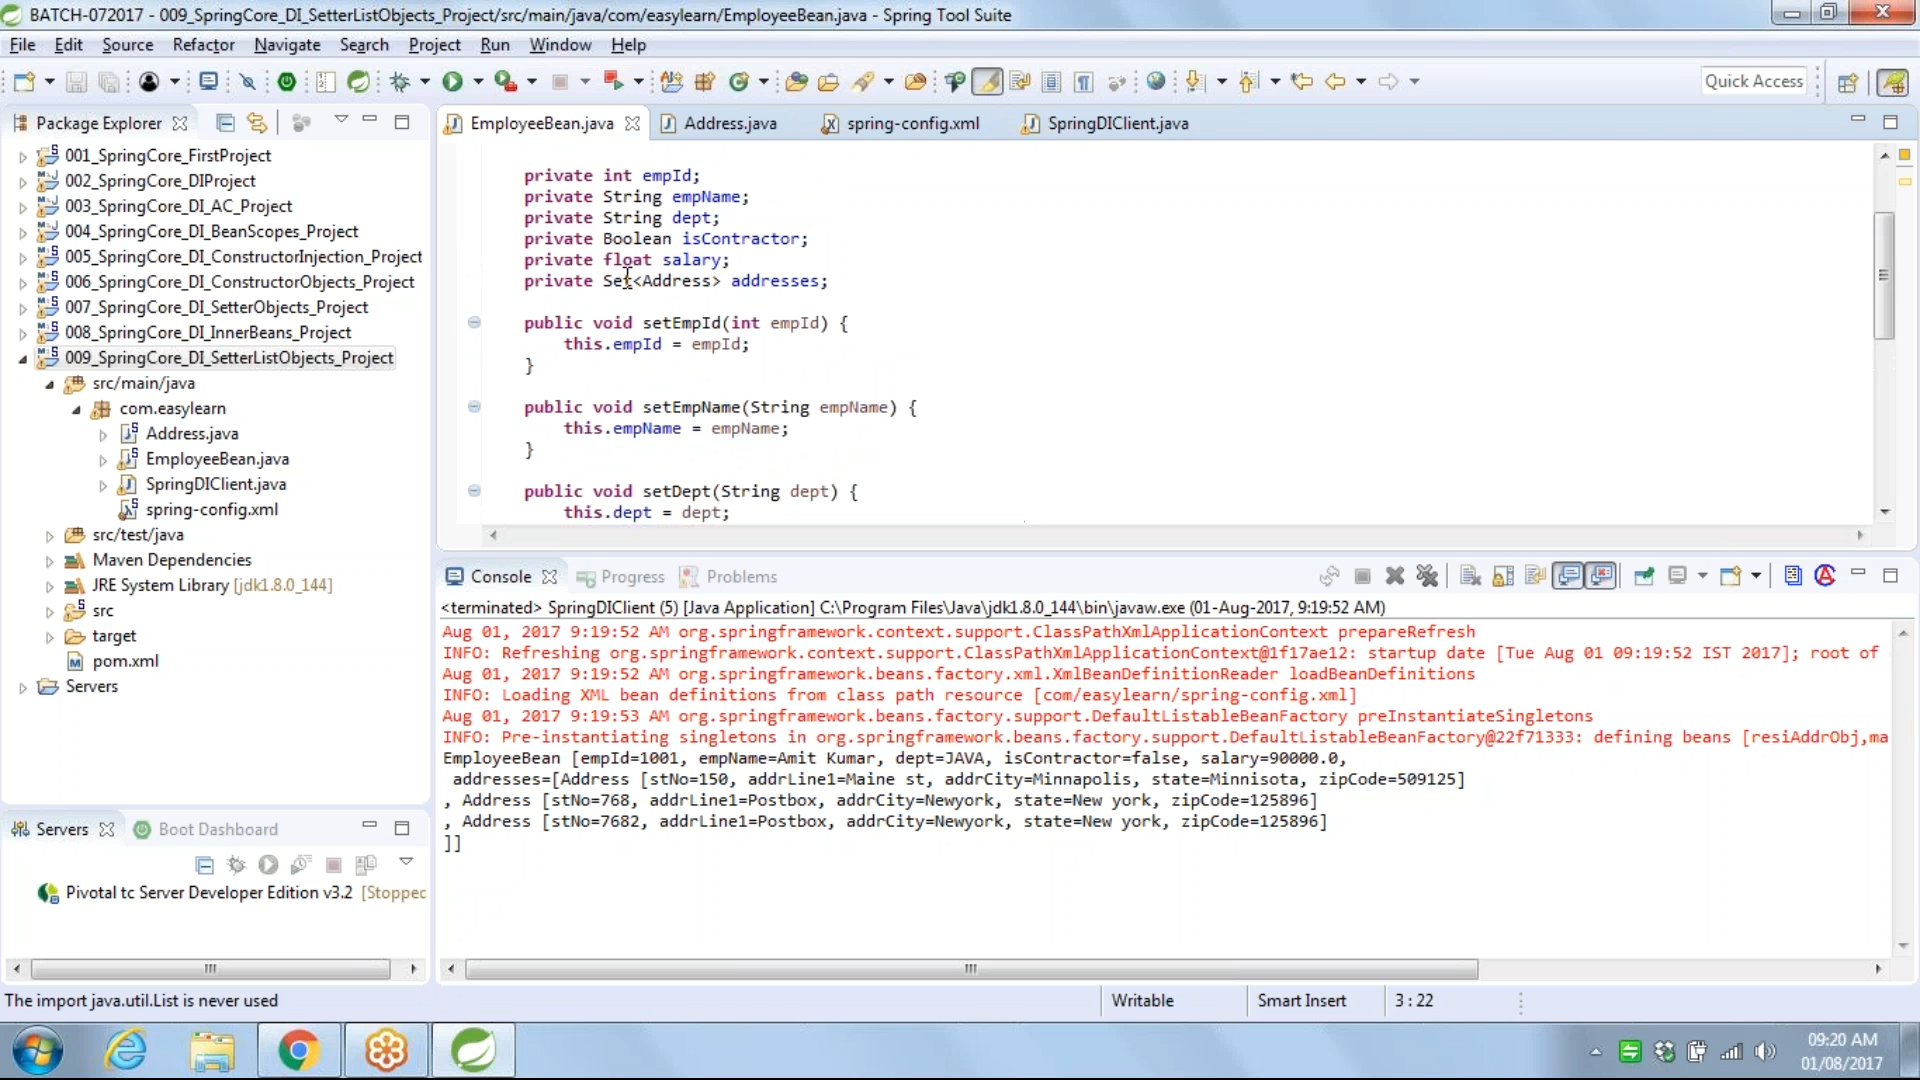 BATCH-072017 - 009_SpringCore_DI_SetterListObjects_Project/src/main/java/com/easylearn/EmployeeBean.java - Spring Tool Suite
File Edit Source Refactor Navigate Search Project Run Window Help
Quick Access
Package Explorer
EmployeeBean.java Address.java spring-config.xml SpringDIClient.java
001_SpringCore_FirstProject
002_SpringCore_DIProject
003_SpringCore_DI_AC_Project
004_SpringCore_DI_BeanScopes_Project
005_SpringCore_DI_ConstructorInjection_Project
006_SpringCore_DI_ConstructorObjects_Project
007_SpringCore_DI_SetterObjects_Project
008_SpringCore_DI_InnerBeans_Project
009_SpringCore_DI_SetterListObjects_Project
src/main/java
com.easylearn
Address.java
EmployeeBean.java
SpringDIClient.java
spring-config.xml
src/test/java
Maven Dependencies
JRE System Library [jdk1.8.0_144]
src
target
pom.xml
Servers
private int empId;
private String empName;
private String dept;
private Boolean isContractor;
private float salary;
private Set<Address> addresses;
public void setEmpId(int empId) {
this.empId = empId;
}
public void setEmpName(String empName) {
this.empName = empName;
}
public void setDept(String dept) {
this.dept = dept;
Console Progress Problems
<terminated> SpringDIClient (5) [Java Application] C:\Program Files\Java\jdk1.8.0_144\bin\javaw.exe (01-Aug-2017, 9:19:52 AM)
Aug 01, 2017 9:19:52 AM org.springframework.context.support.ClassPathXmlApplicationContext prepareRefresh
INFO: Refreshing org.springframework.context.support.ClassPathXmlApplicationContext@1f17ae12: startup date [Tue Aug 01 09:19:52 IST 2017]; root of
Aug 01, 2017 9:19:52 AM org.springframework.beans.factory.xml.XmlBeanDefinitionReader loadBeanDefinitions
INFO: Loading XML bean definitions from class path resource [com/easylearn/spring-config.xml]
Aug 01, 2017 9:19:53 AM org.springframework.beans.factory.support.DefaultListableBeanFactory preInstantiateSingletons
INFO: Pre-instantiating singletons in org.springframework.beans.factory.support.DefaultListableBeanFactory@22f71333: defining beans [resiAddrObj,ma
EmployeeBean [empId=1001, empName=Amit Kumar, dept=JAVA, isContractor=false, salary=90000.0,
addresses=[Address [stNo=150, addrLine1=Maine st, addrCity=Minnapolis, state=Minnisota, zipCode=509125]
, Address [stNo=768, addrLine1=Postbox, addrCity=Newyork, state=New york, zipCode=125896]
, Address [stNo=7682, addrLine1=Postbox, addrCity=Newyork, state=New york, zipCode=125896]
]]
Servers Boot Dashboard
Pivotal tc Server Developer Edition v3.2 [Stopped
The import java.util.List is never used
Writable Smart Insert 3 : 22
09:20 AM
01/08/2017